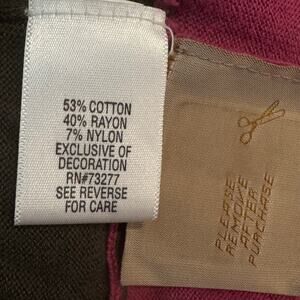 53% COTTON
40% RAYON
7% NYLON
EXCLUSIVE OF
DECORATION
RN#73277
SEE REVERSE
FOR CARE
PLEASE
REMOVE
AFTER
PURCHASE